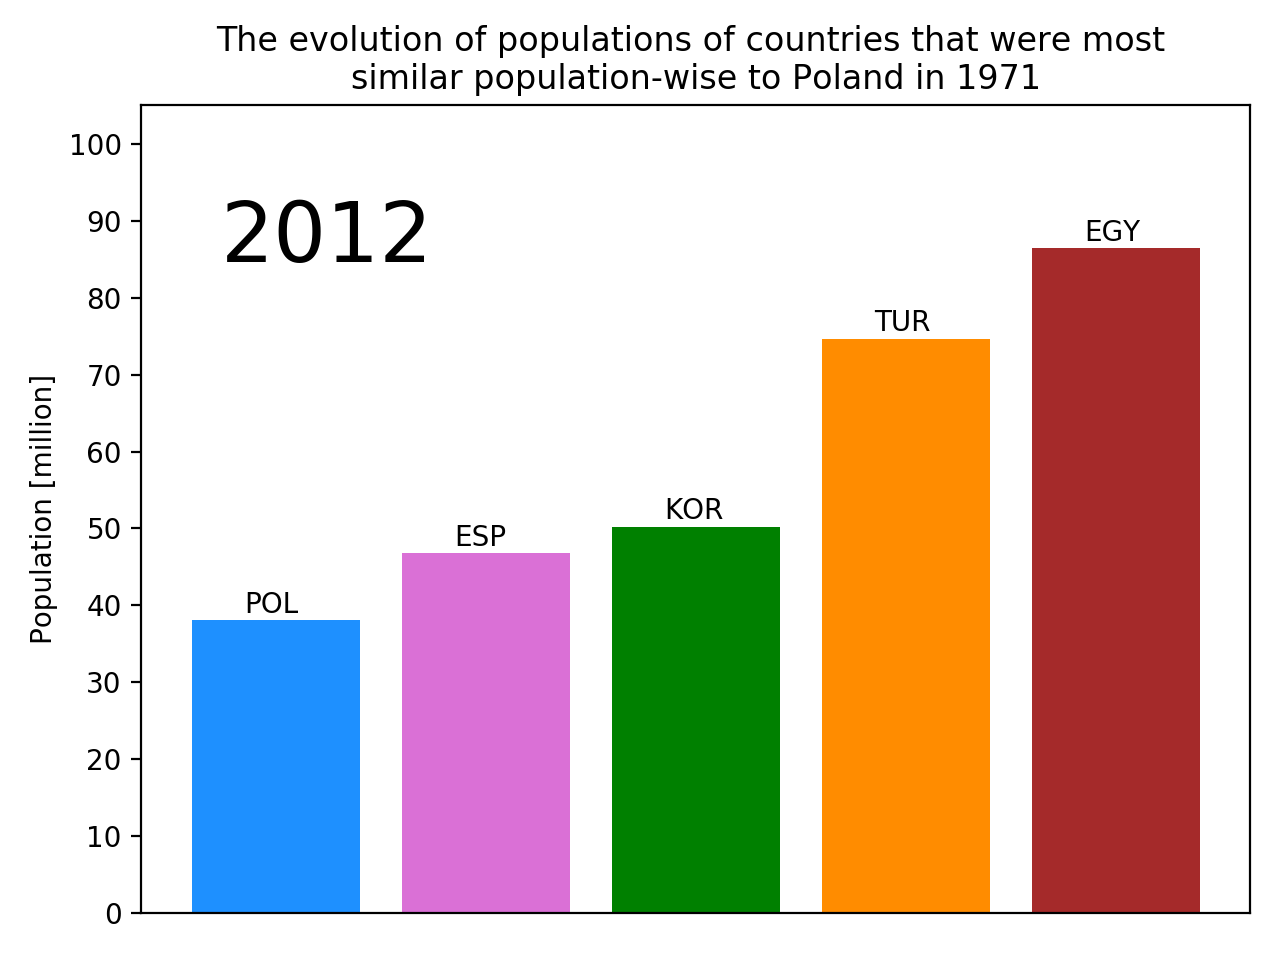 The evolution of populations of countries that were most
similar population-wise to Poland in 1971
100
90
80
70
60
50
40
30
20
10
0
Population [million]
2012
POL
ESP
KOR
TUR
EGY